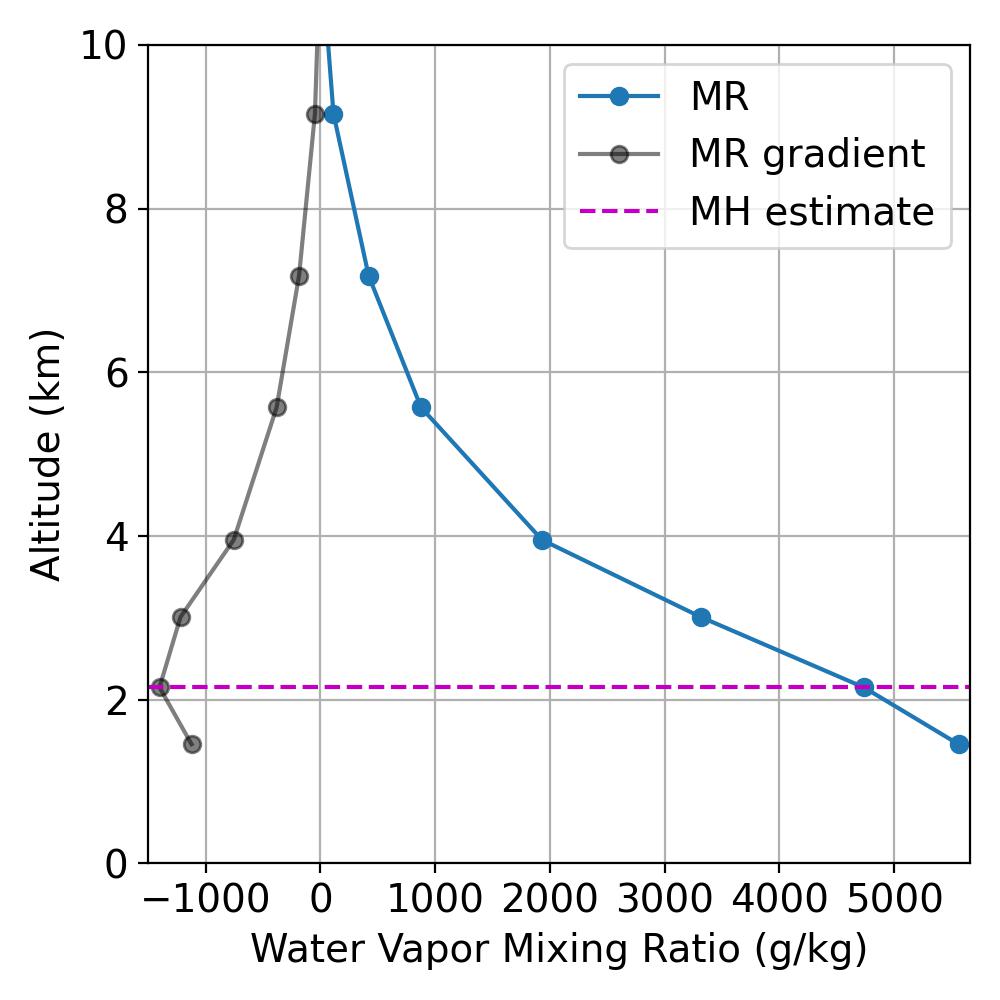 10
8
6
4
2
0
Altitude (km)
MR
MR gradient
MH estimate
−1000 0 1000 2000 3000 4000 5000
Water Vapor Mixing Ratio (g/kg)